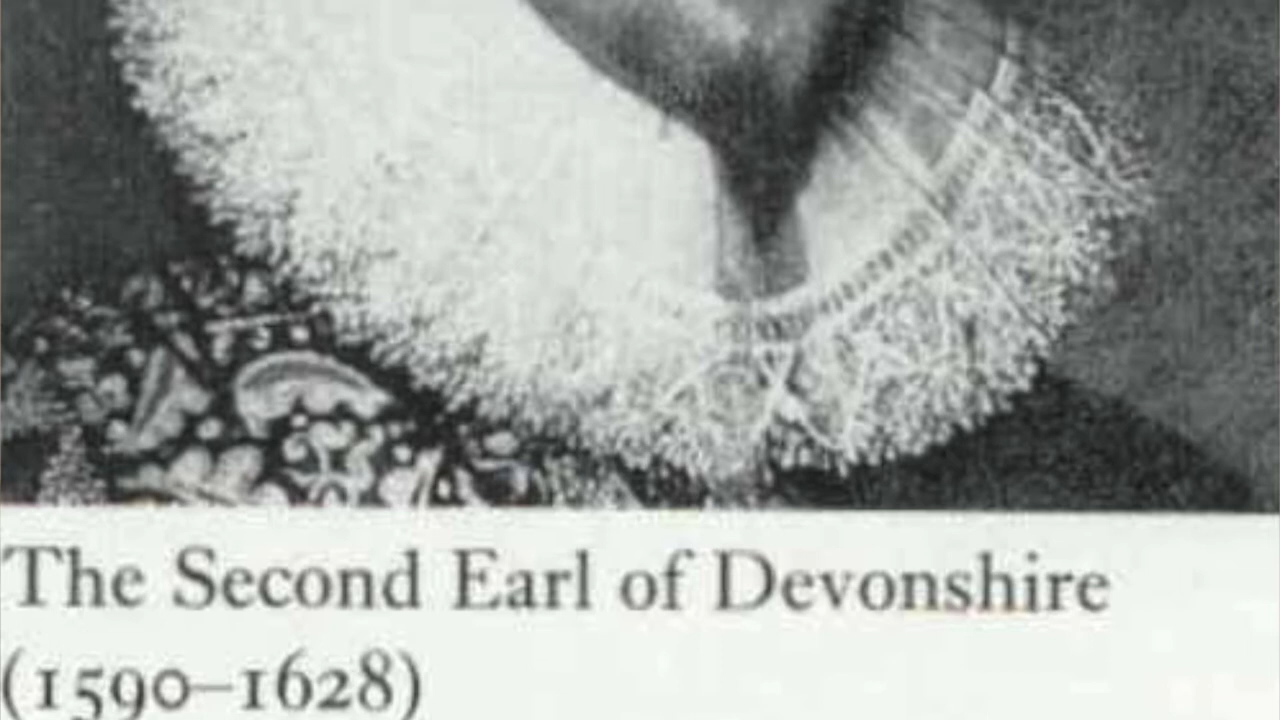 The Second Earl of Devonshire
(1590–1628)